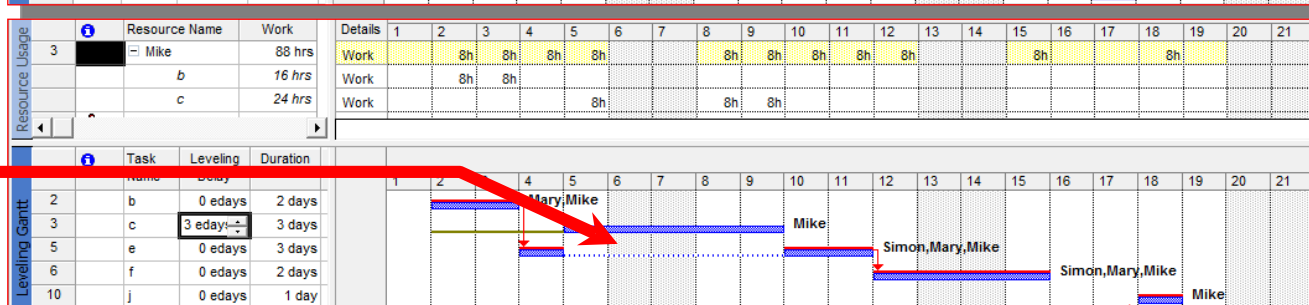 Resource Usage
Resource Name Work Details 1 2 3 4 5 6 7 8 9 10 11 12 13 14 15 16 17 18 19 20 21
3 Mike 88 hrs Work 8h 8h 8h 8h 8h 8h 8h 8h 8h 8h
b 16 hrs Work 8h 8h
c 24 hrs Work 8h 8h 8h
Leveling Gantt
Task Name Leveling Delay Duration
1 2 4 5 6 7 8 9 10 11 12 13 14 15 16 17 18 19 20 21
2 b 0 edays 2 days Mary,Mike
3 c 3 edays 3 days Mike
5 e 0 edays 3 days Simon,Mary,Mike
6 f 0 edays 2 days Simon,Mary,Mike
10 j 0 edays 1 day Mike